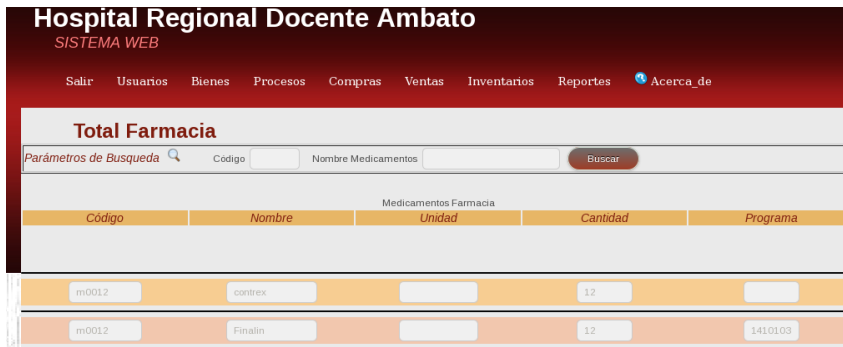 Hospital Regional Docente Ambato
SISTEMA WEB
Salir Usuarios Bienes Procesos Compras Ventas Inventarios Reportes Acerca_de
Total Farmacia
Parámetros de Busqueda Código Nombre Medicamentos Buscar
Medicamentos Farmacia
Código Nombre Unidad Cantidad Programa
m0012 contrex 12
m0012 Finalin 12 1410103